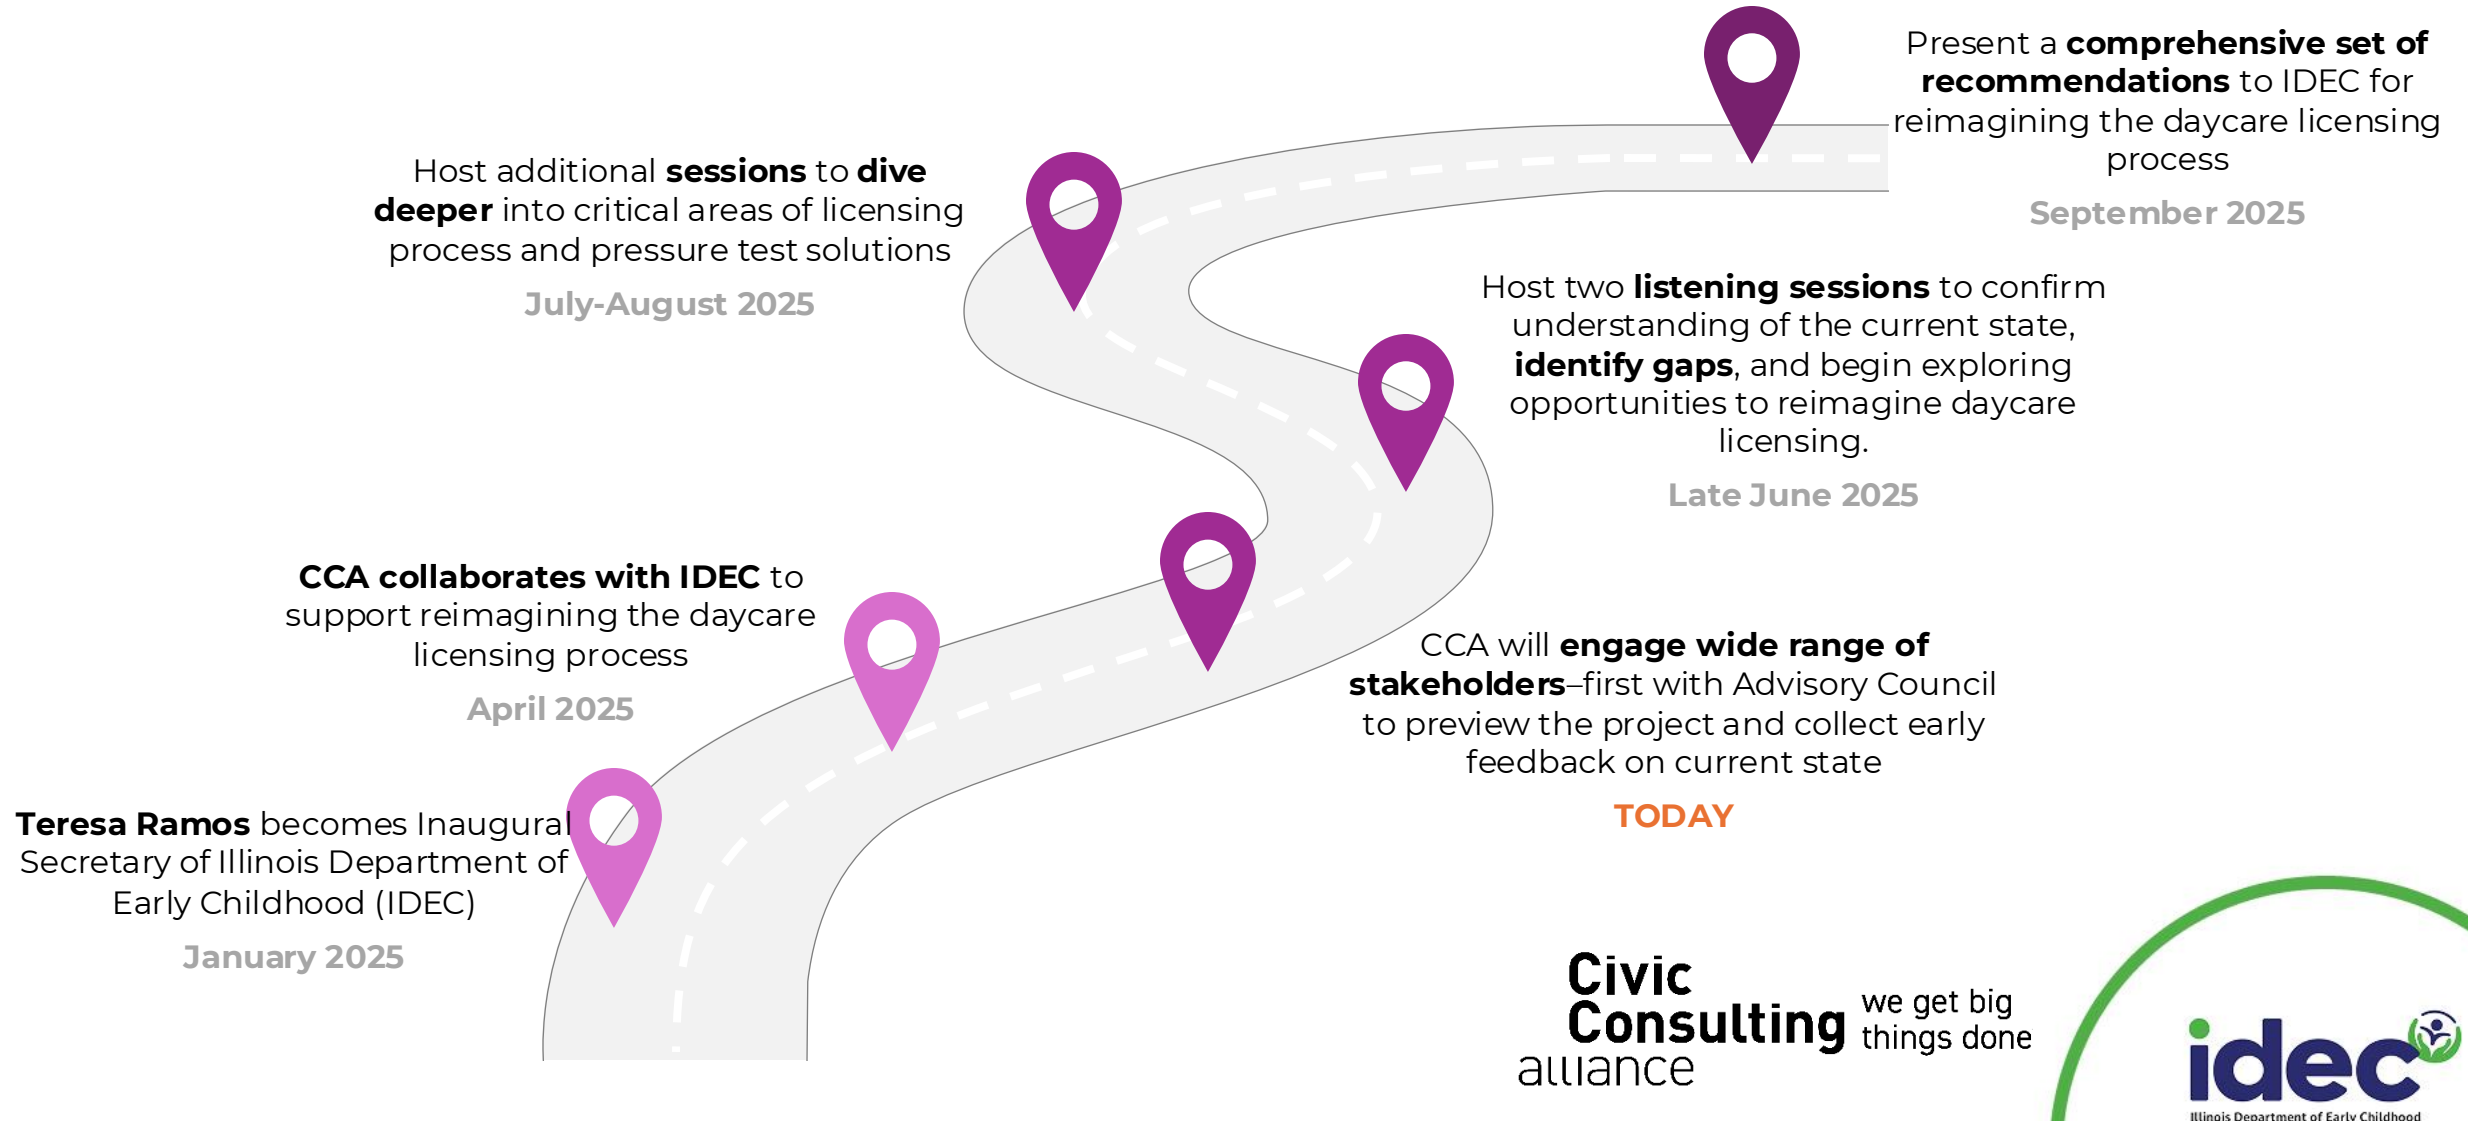 Present a comprehensive set of
recommendations to IDEC for
reimagining the daycare licensing
process
September 2025
Host additional sessions to dive
deeper into critical areas of licensing
process and pressure test solutions
July-August 2025
Host two listening sessions to confirm
understanding of the current state,
identify gaps, and begin exploring
opportunities to reimagine daycare
licensing.
Late June 2025
CCA collaborates with IDEC to
support reimagining the daycare
licensing process
April 2025
CCA will engage wide range of
stakeholders–first with Advisory Council
to preview the project and collect early
feedback on current state
TODAY
Teresa Ramos becomes Inaugural
Secretary of Illinois Department of
Early Childhood (IDEC)
January 2025
Civic
Consulting
alliance
we get big
things done
idec
Illinois Department of Early Childhood